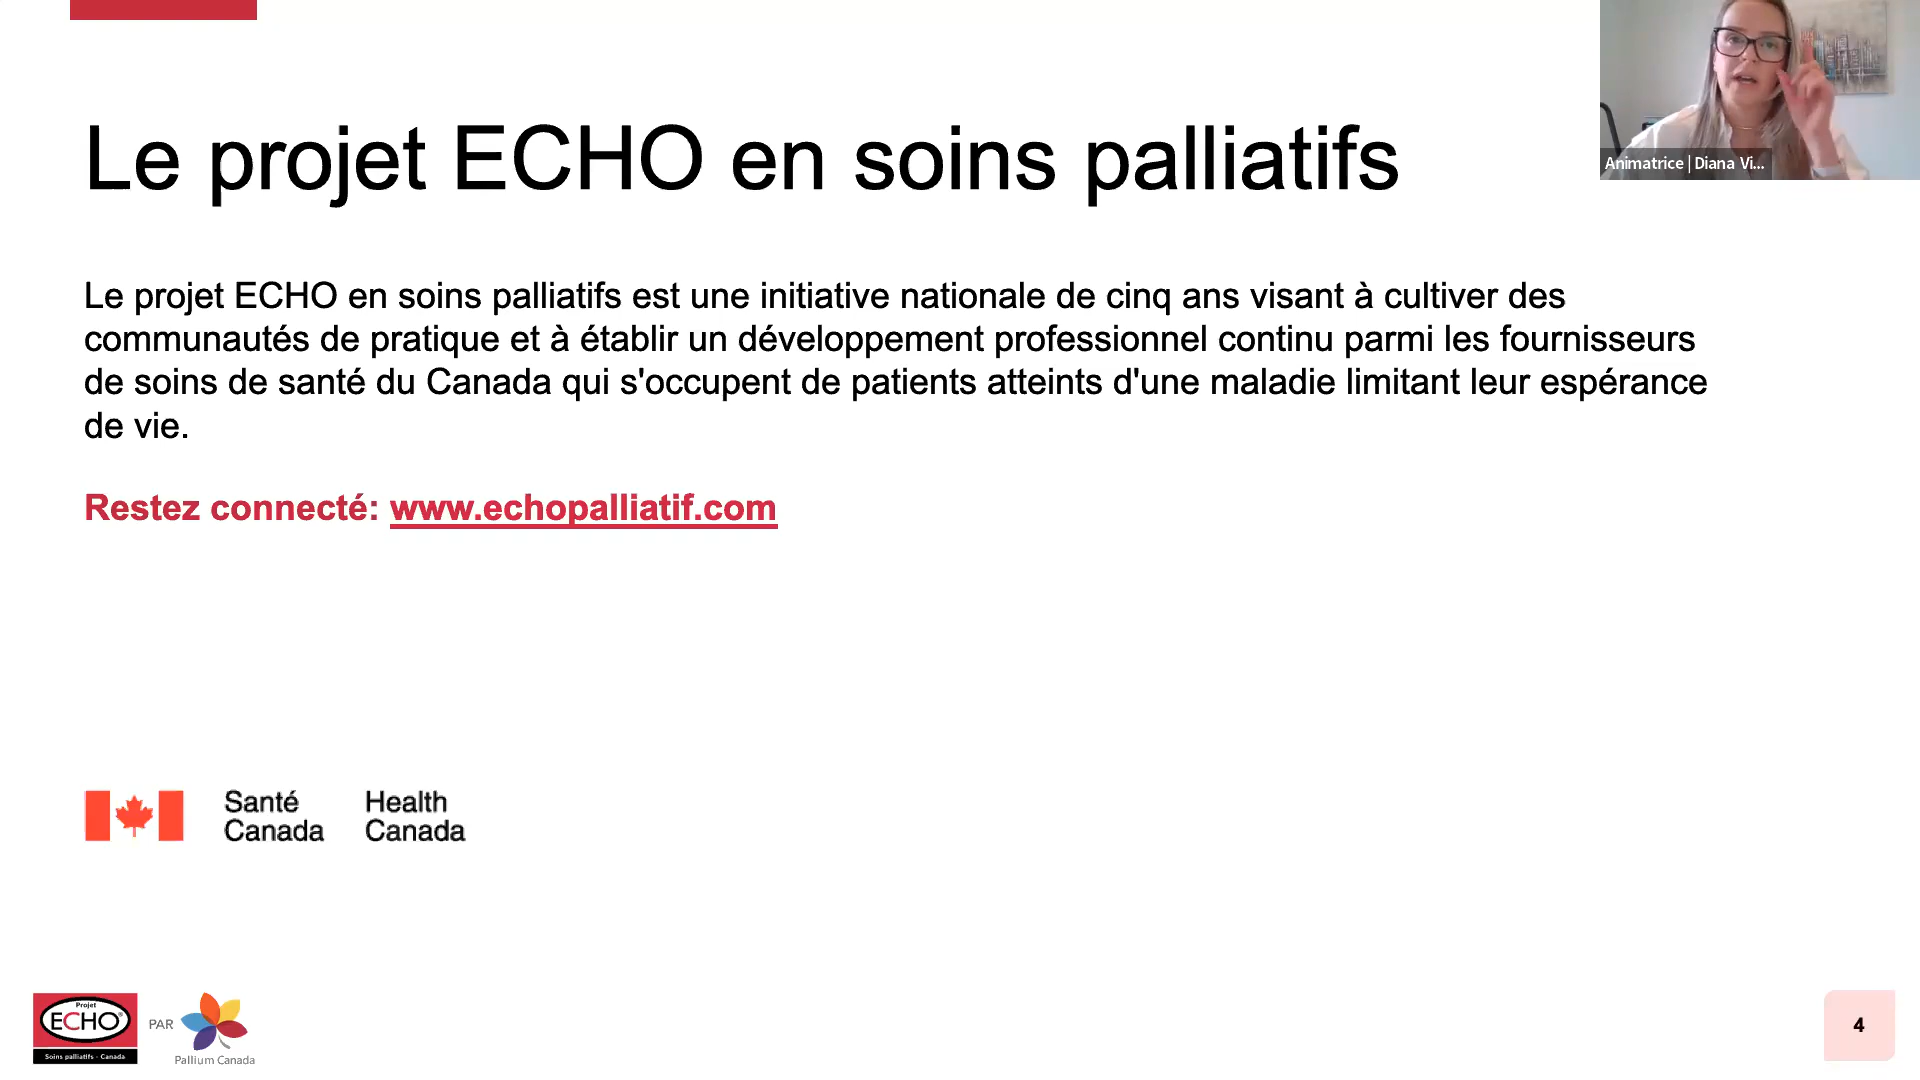 Le projet ECHO en soins palliatifs
Animatrice | Diana Vi...
Le projet ECHO en soins palliatifs est une initiative nationale de cinq ans visant à cultiver des
communautés de pratique et à établir un développement professionnel continu parmi les fournisseurs
de soins de santé du Canada qui s'occupent de patients atteints d'une maladie limitant leur espérance
de vie.
Restez connecté: www.echopalliatif.com
Santé Canada
Health Canada
Projet
ECHO®
Soins palliatifs - Canada
PAR
Pallium Canada
4